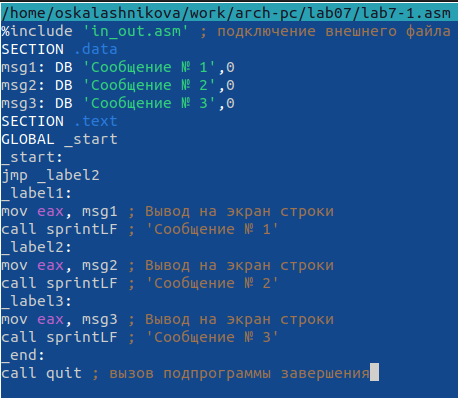 /home/oskalashnikova/work/arch-pc/lab07/lab7-1.asm
%include 'in_out.asm' ; подключение внешнего файла
SECTION .data
msg1: DB 'Сообщение № 1',0
msg2: DB 'Сообщение № 2',0
msg3: DB 'Сообщение № 3',0
SECTION .text
GLOBAL _start
_start:
jmp _label2
_label1:
mov eax, msg1 ; Вывод на экран строки
call sprintLF ; 'Сообщение № 1'
_label2:
mov eax, msg2 ; Вывод на экран строки
call sprintLF ; 'Сообщение № 2'
_label3:
mov eax, msg3 ; Вывод на экран строки
call sprintLF ; 'Сообщение № 3'
_end:
call quit ; вызов подпрограммы завершения